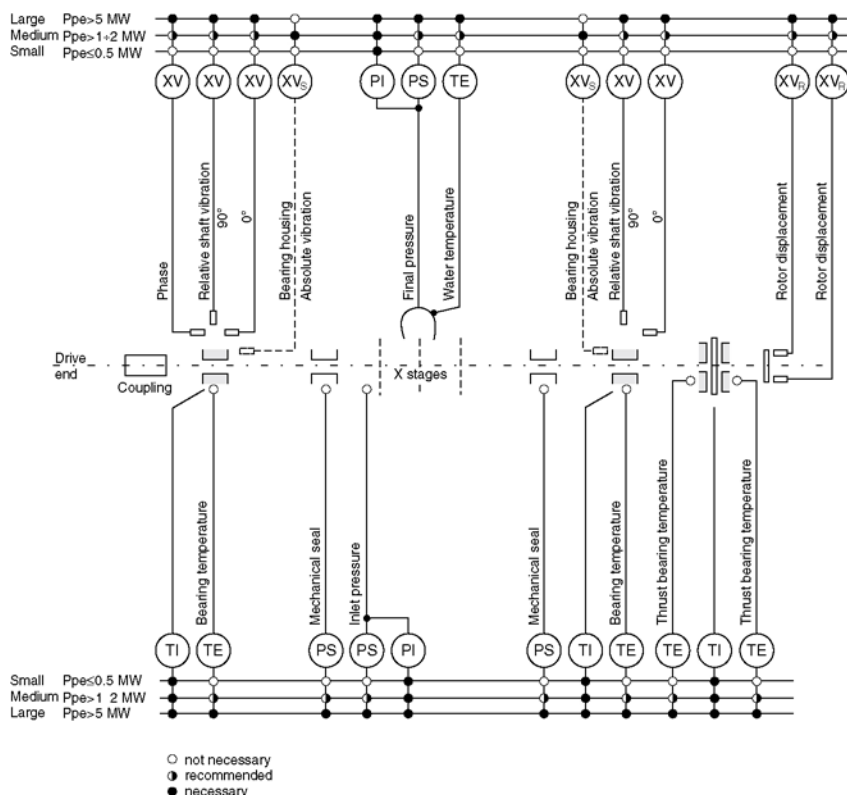 Large Ppe>5 MW
Medium Ppe>1÷2 MW
Small Ppe≤0.5 MW
XV XV XV XVS PI PS TE XVS XV XV XVR XVR
Phase
Relative shaft vibration
90°
0°
Bearing housing
Absolute vibration
Final pressure
Water temperature
Bearing housing
Absolute vibration
Relative shaft vibration
90°
0°
Rotor displacement
Rotor displacement
Drive
end
Coupling
X stages
Bearing temperature
Mechanical seal
Inlet pressure
Mechanical seal
Bearing temperature
Thrust bearing temperature
Thrust bearing temperature
TI TE PS PS PI PS TI TE TE TI TE
Small Ppe≤0.5 MW
Medium Ppe>1 2 MW
Large Ppe>5 MW
not necessary
recommended
necessary